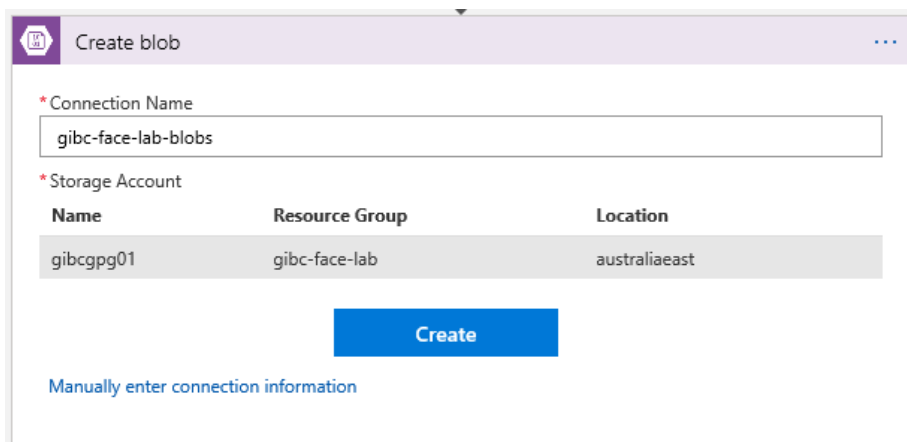 Create blob
...
*Connection Name
gibc-face-lab-blobs
*Storage Account
Name Resource Group Location
gibcgpg01 gibc-face-lab australiaeast
Create
Manually enter connection information